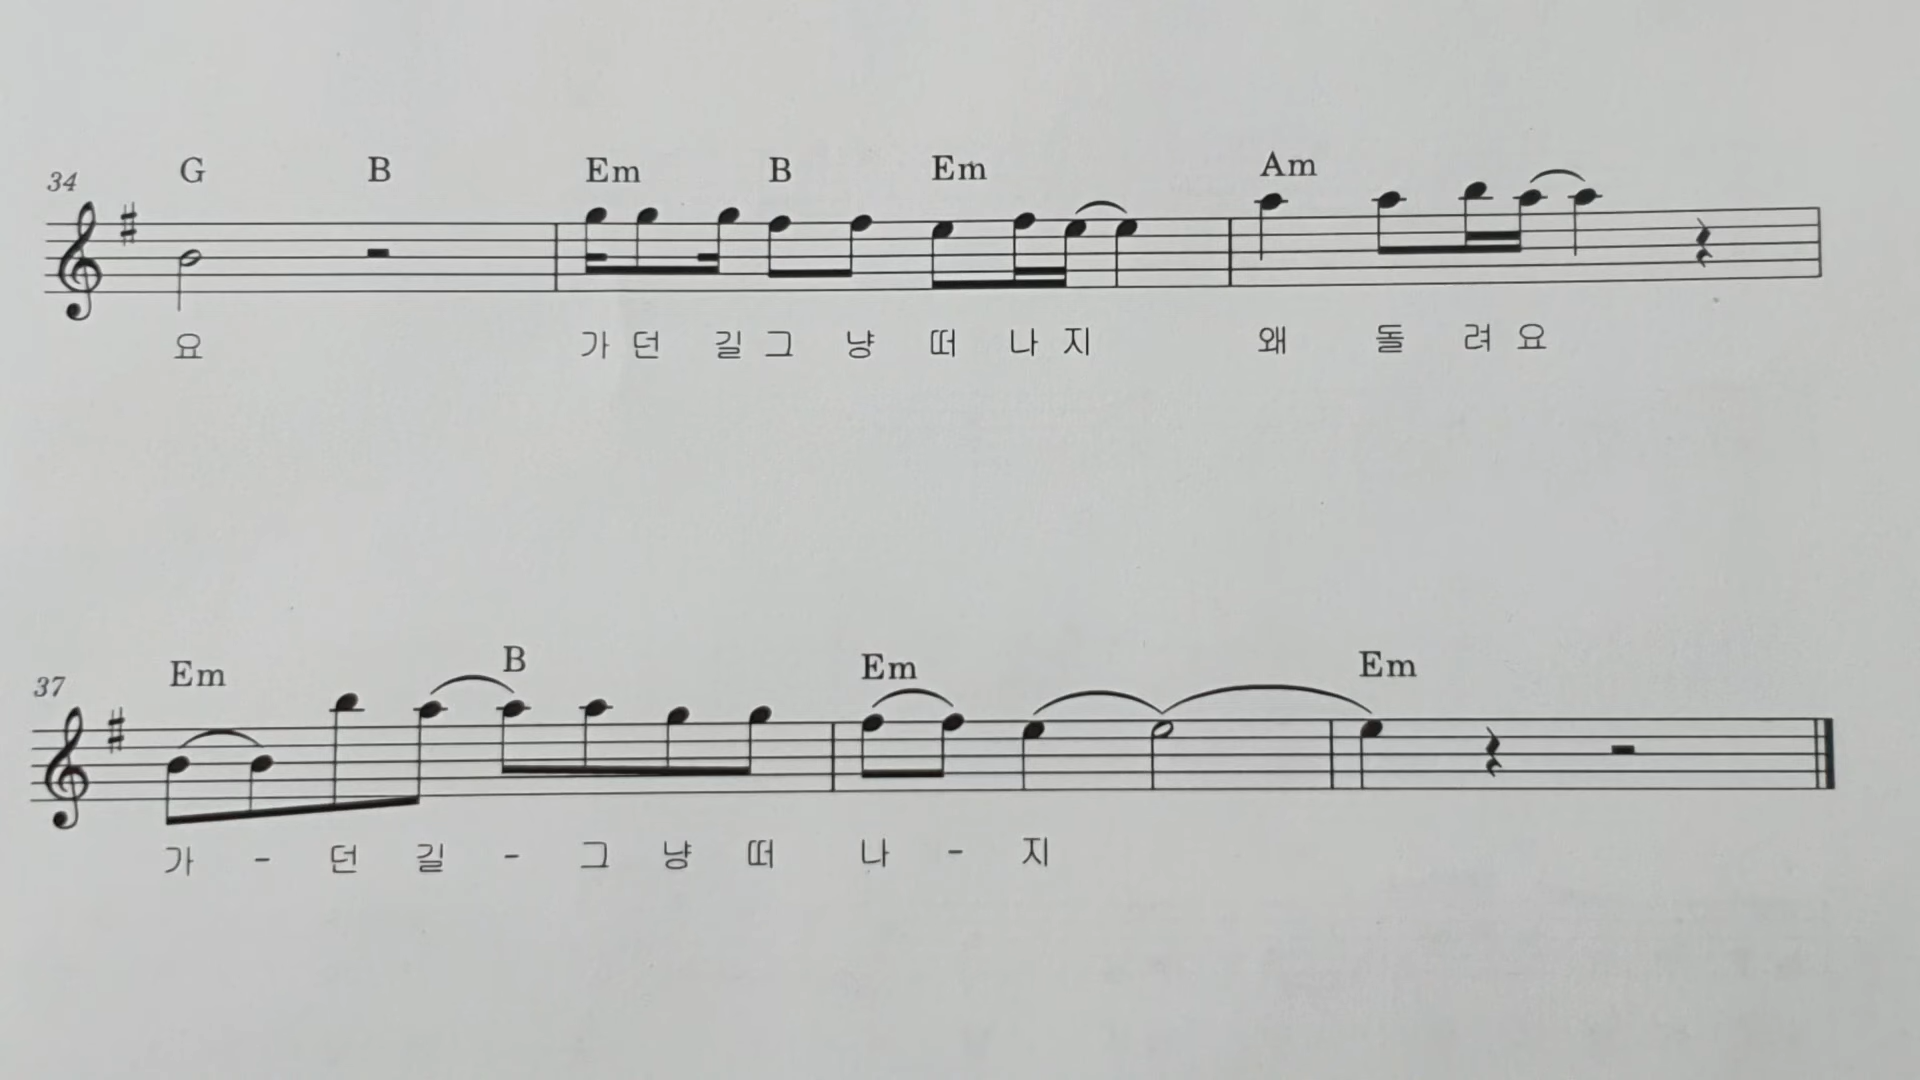 34 G B Em B Em Am
요 가 던 길 그 냥 떠 나 지 왜 돌 려 요
37 Em B Em Em
가 - 던 길 - 그 냥 떠 나 - 지